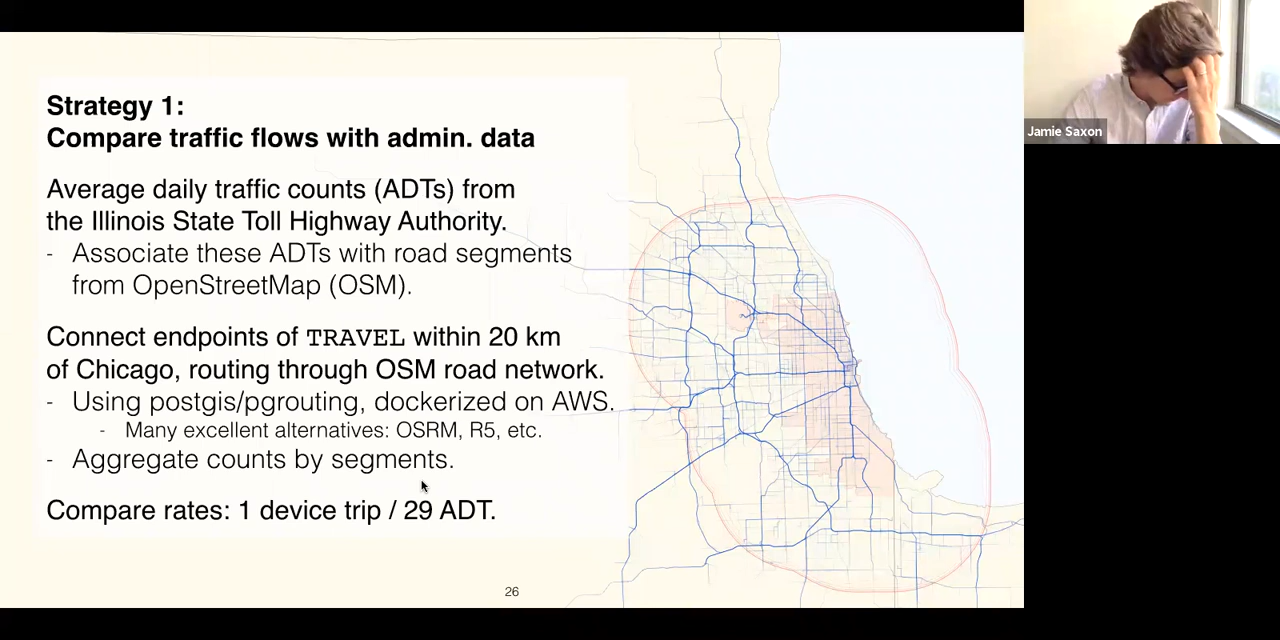 Strategy 1:
Compare traffic flows with admin. data
Average daily traffic counts (ADTs) from
the Illinois State Toll Highway Authority.
- Associate these ADTs with road segments
from OpenStreetMap (OSM).
Connect endpoints of TRAVEL within 20 km
of Chicago, routing through OSM road network.
- Using postgis/pgrouting, dockerized on AWS.
- Many excellent alternatives: OSRM, R5, etc.
- Aggregate counts by segments.
Compare rates: 1 device trip / 29 ADT.
26
Jamie Saxon